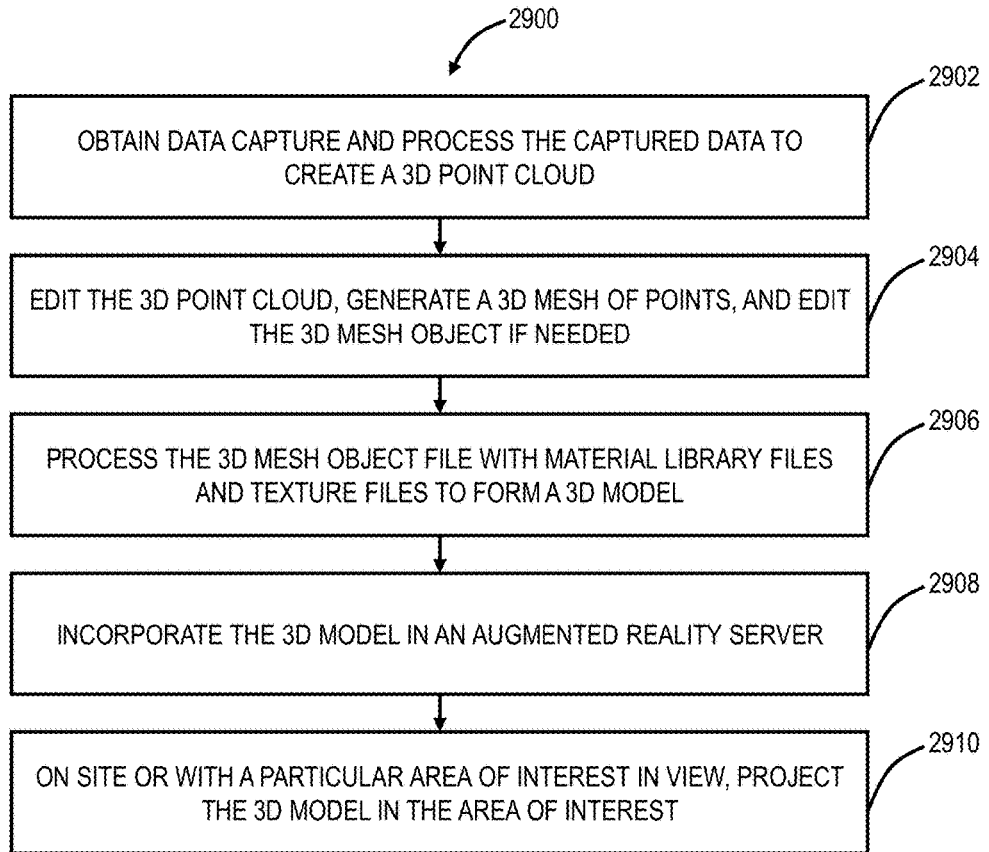 2900
2902
OBTAIN DATA CAPTURE AND PROCESS THE CAPTURED DATA TO
CREATE A 3D POINT CLOUD
2904
EDIT THE 3D POINT CLOUD, GENERATE A 3D MESH OF POINTS, AND EDIT
THE 3D MESH OBJECT IF NEEDED
2906
PROCESS THE 3D MESH OBJECT FILE WITH MATERIAL LIBRARY FILES
AND TEXTURE FILES TO FORM A 3D MODEL
2908
INCORPORATE THE 3D MODEL IN AN AUGMENTED REALITY SERVER
2910
ON SITE OR WITH A PARTICULAR AREA OF INTEREST IN VIEW, PROJECT
THE 3D MODEL IN THE AREA OF INTEREST